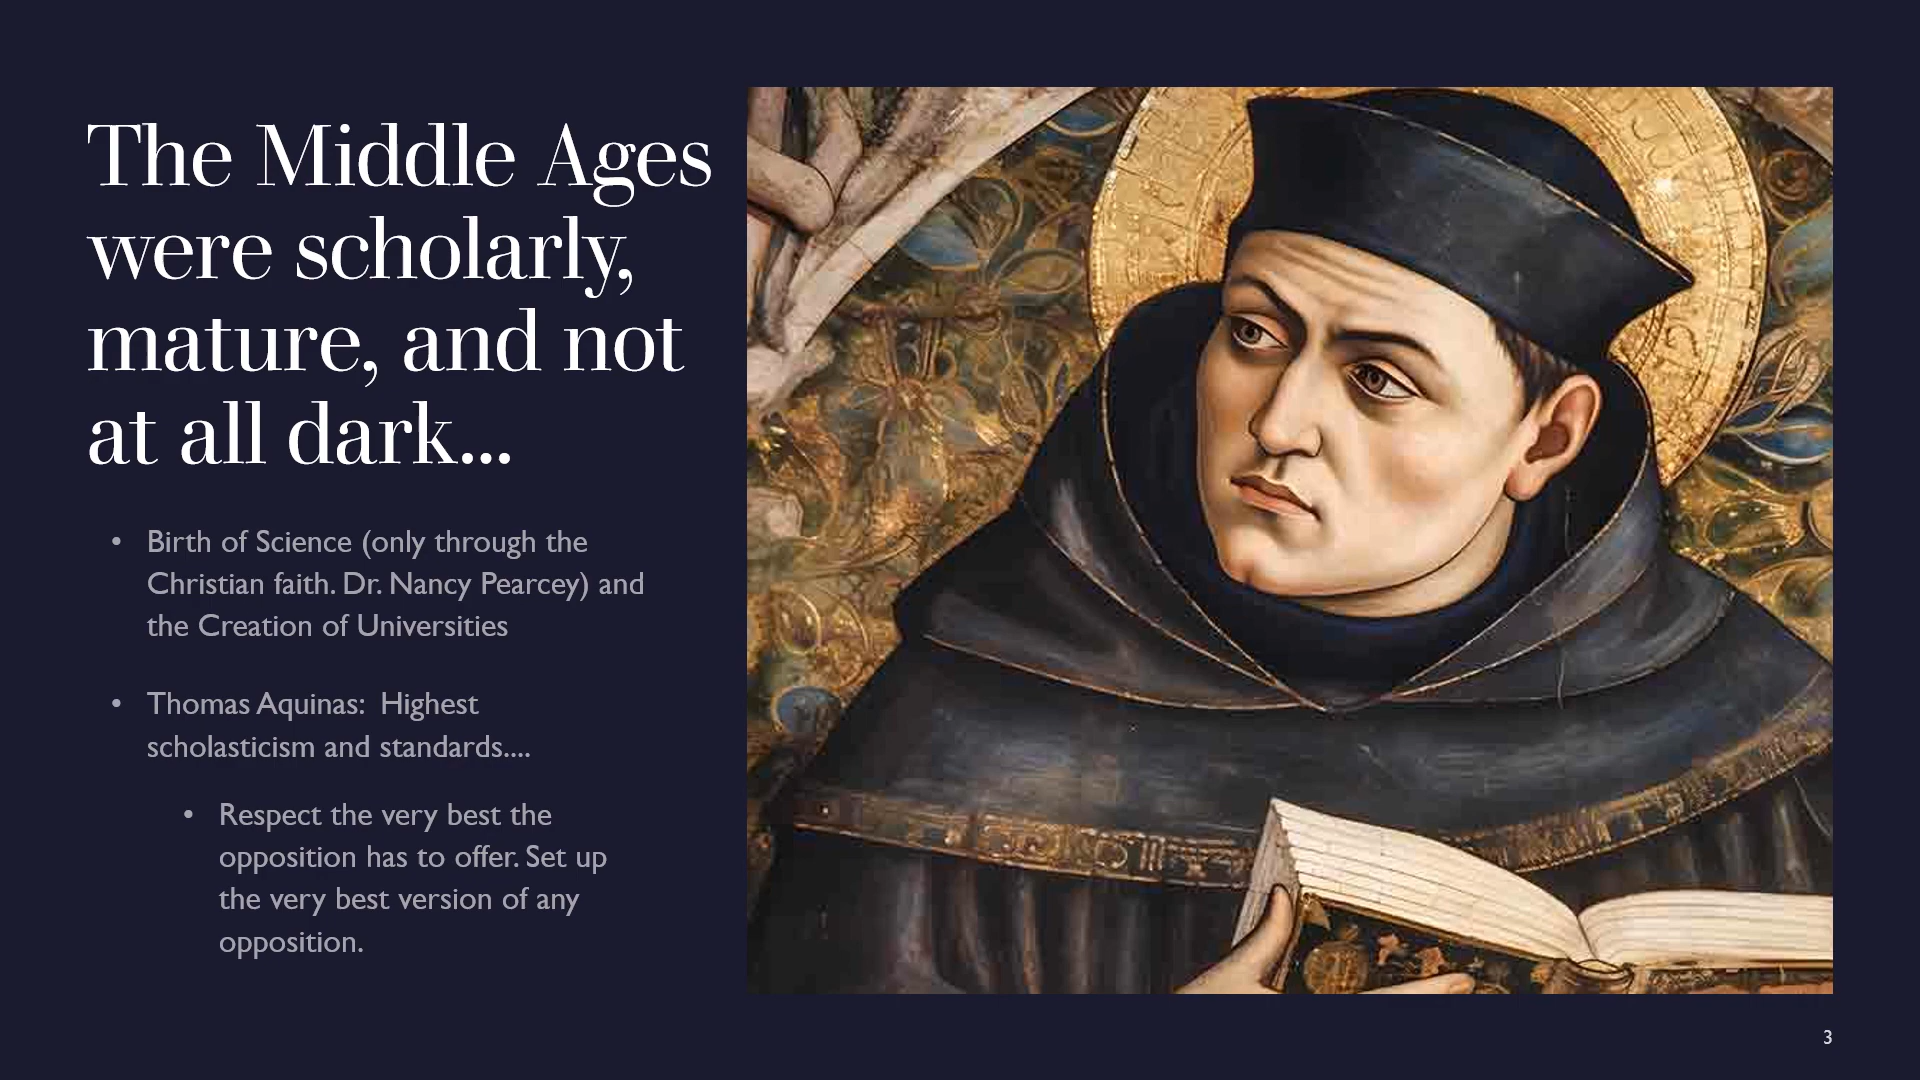 The Middle Ages
were scholarly,
mature, and not
at all dark...
• Birth of Science (only through the
Christian faith. Dr. Nancy Pearcey) and
the Creation of Universities
• Thomas Aquinas:  Highest
scholasticism and standards....
• Respect the very best the
opposition has to offer. Set up
the very best version of any
opposition.
3